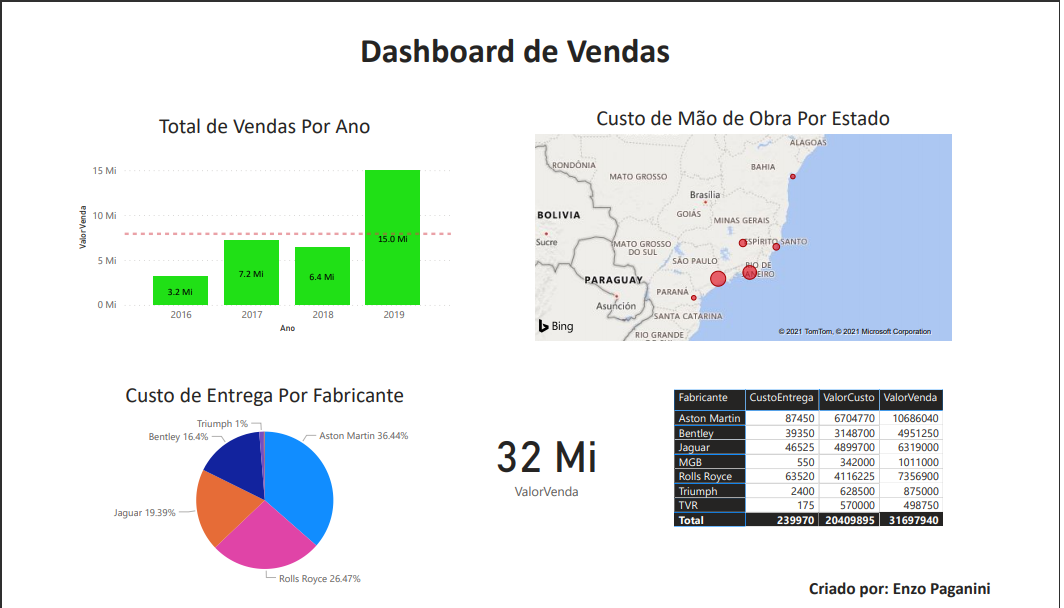 Dashboard de Vendas
Total de Vendas Por Ano
ValorVenda
15 Mi
10 Mi
5 Mi
0 Mi
3.2 Mi
7.2 Mi
6.4 Mi
15.0 Mi
2016 2017 2018 2019
Ano
Custo de Mão de Obra Por Estado
ALAGOAS
RONDÔNIA
BAHIA
MATO GROSSO
Brasília
GOIÁS
BOLIVIA
MINAS GERAIS
Sucre
MATO GROSSO
DO SUL
ESPÍRITO SANTO
SÃO PAULO
RIO DE
JANEIRO
PARAGUAY
PARANÁ
Asunción
SANTA CATARINA
RIO GRANDE
DO SUL
Bing
© 2021 TomTom, © 2021 Microsoft Corporation
Custo de Entrega Por Fabricante
Triumph 1%
Bentley 16.4%
Aston Martin 36.44%
Jaguar 19.39%
Rolls Royce 26.47%
32 Mi
ValorVenda
Fabricante CustoEntrega ValorCusto ValorVenda
Aston Martin 87450 6704770 10686040
Bentley 39350 3148700 4951250
Jaguar 46525 4899700 6319000
MGB 550 342000 1011000
Rolls Royce 63520 4116225 7356900
Triumph 2400 628500 875000
TVR 175 570000 498750
Total 239970 20409895 31697940
Criado por: Enzo Paganini